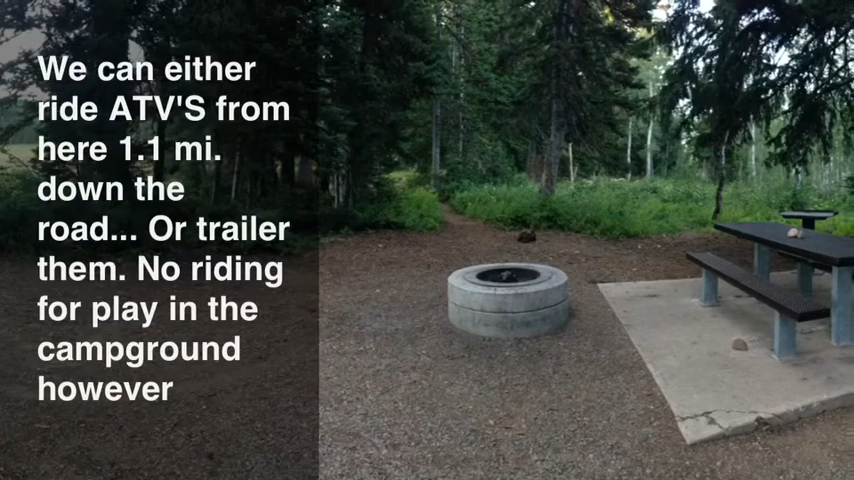 We can either
ride ATV'S from
here 1.1 mi.
down the
road... Or trailer
them. No riding
for play in the
campground
however